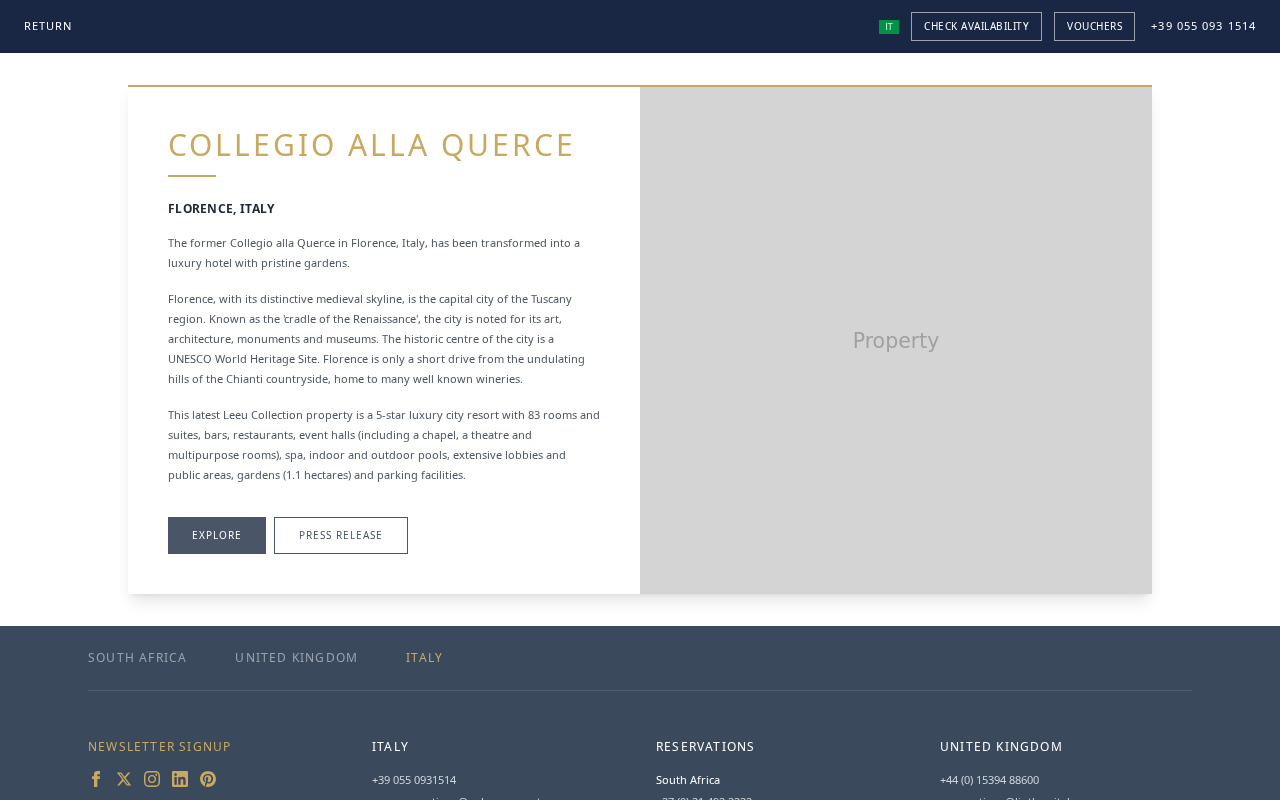 RETURN
IT
CHECK AVAILABILITY
VOUCHERS
+39 055 093 1514
COLLEGIO ALLA QUERCE
FLORENCE, ITALY
The former Collegio alla Querce in Florence, Italy, has been transformed into a
luxury hotel with pristine gardens.
Florence, with its distinctive medieval skyline, is the capital city of the Tuscany
region. Known as the 'cradle of the Renaissance', the city is noted for its art,
architecture, monuments and museums. The historic centre of the city is a
UNESCO World Heritage Site. Florence is only a short drive from the undulating
hills of the Chianti countryside, home to many well known wineries.
This latest Leeu Collection property is a 5-star luxury city resort with 83 rooms and
suites, bars, restaurants, event halls (including a chapel, a theatre and
multipurpose rooms), spa, indoor and outdoor pools, extensive lobbies and
public areas, gardens (1.1 hectares) and parking facilities.
EXPLORE
PRESS RELEASE
Property
SOUTH AFRICA
UNITED KINGDOM
ITALY
NEWSLETTER SIGNUP
ITALY
+39 055 0931514
RESERVATIONS
South Africa
UNITED KINGDOM
+44 (0) 15394 88600